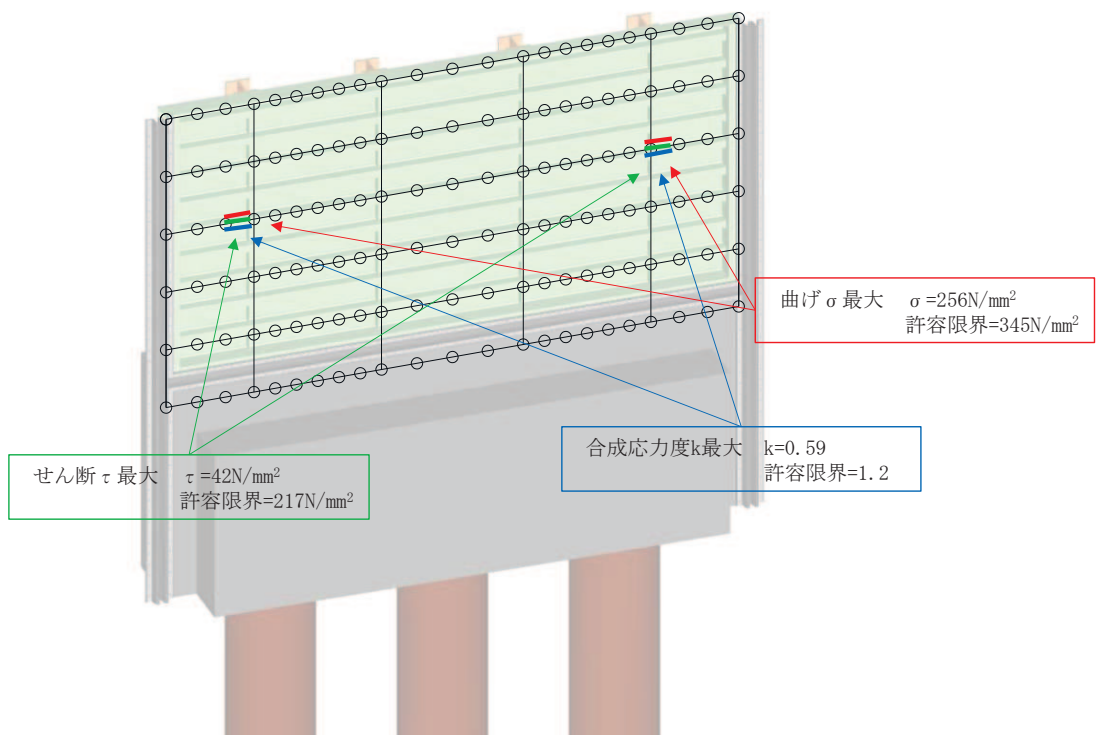 曲げσ最大 σ=256N/mm²
許容限界=345N/mm²
合成応力度k最大 k=0.59
許容限界=1.2
せん断τ最大 τ=42N/mm²
許容限界=217N/mm²